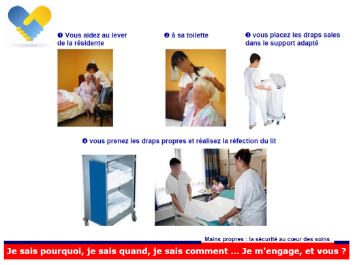 ❶ Vous aidez au lever
de la résidente
❷ à sa toilette
❸ vous placez les draps sales
dans le support adapté
❹ vous prenez les draps propres et réalisez la réfection du lit
Mains propres : la sécurité au cœur des soins
Je sais pourquoi, je sais quand, je sais comment ... Je m'engage, et vous ?